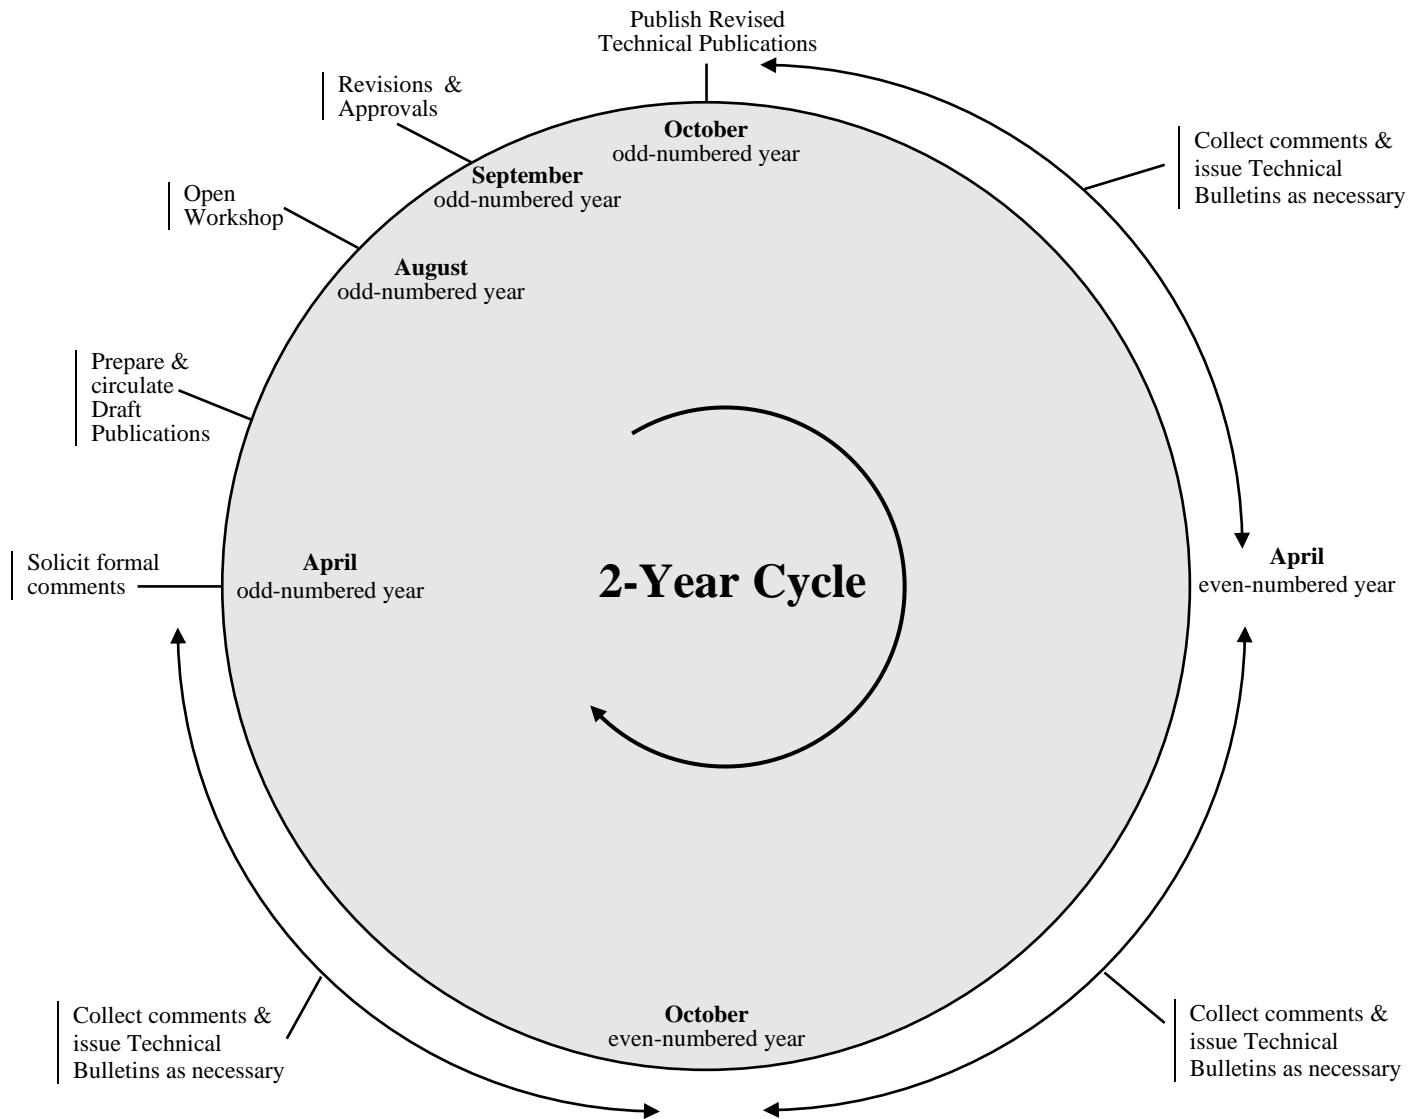 Publish Revised
Technical Publications
Revisions &
Approvals
October
odd-numbered year
Collect comments &
issue Technical
Bulletins as necessary
September
odd-numbered year
Open
Workshop
August
odd-numbered year
Prepare &
circulate
Draft
Publications
Solicit formal
comments
April
odd-numbered year
2-Year Cycle
April
even-numbered year
Collect comments &
issue Technical
Bulletins as necessary
October
even-numbered year
Collect comments &
issue Technical
Bulletins as necessary